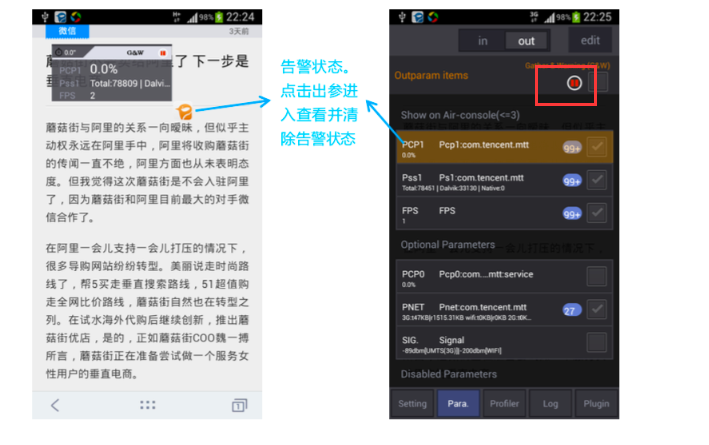 98% 22:24
微信
3天前
0.0" G&W
PCP1 0.0%
Pss1 Total:78809 | Dalvi...
FPS 2
了 下一步是
蘑菇街与阿里的关系一向暧昧，但似乎主
动权永远在阿里手中，阿里将收购蘑菇街
的传闻一直不绝，阿里方面也从未表明态
度。但我觉得这次蘑菇街是不会入驻阿里
了，因为蘑菇街和阿里目前最大的对手微
信合作了。
在阿里一会儿支持一会儿打压的情况下，
很多导购网站纷纷转型。美丽说走时尚路
线了，帮5买走垂直搜索路线，51超值购
走全网比价路线，蘑菇街自然也在转型之
列。在试水海外代购后继续创新，推出蘑
菇街优店，是的，正如蘑菇街COO魏一搏
所言，蘑菇街正在准备尝试做一个服务女
性用户的垂直电商。
1
告警状态。
点击出参进
入查看并清
除告警状态
3G 98% 22:25
in out edit
Outparam items
Show on Air-console(<=3)
PCP1 Pcp1:com.tencent.mtt 99+
0.0%
Pss1 Ps1:com.tencent.mtt 99+
Total:78451 | Dalvik:33130 | Native:0
FPS FPS 99+
1
Optional Parameters
PCP0 Pcp0:com....mtt:service
0.0%
PNET Pnet:com.tencent.mtt 27
3G:t47KB|r1515.31KB wifi:t0KB|r0KB 2G:t0K...
SIG. Signal
-89dbm[UMTS(3G)]|-200dbm[WIFI]
Disabled Parameters
Setting Para. Profiler Log Plugin